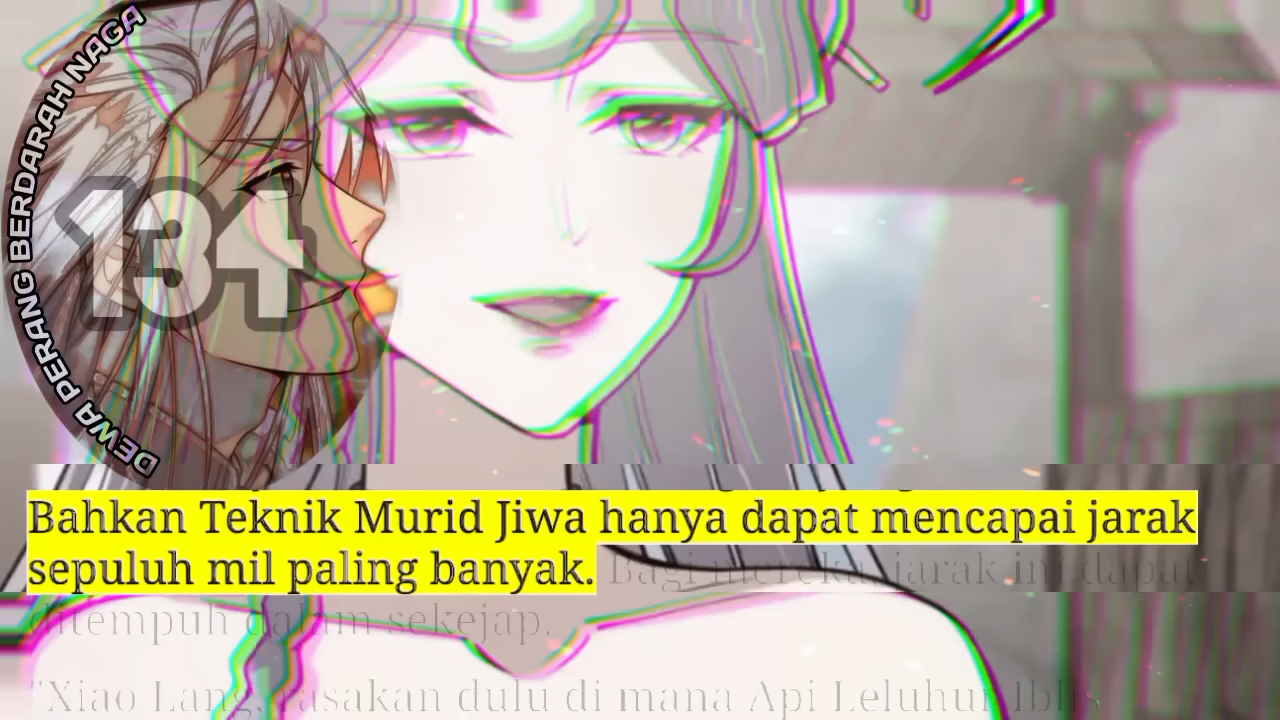 DEWA PERANG BERDARAH NAGA
134
Bahkan Teknik Murid Jiwa hanya dapat mencapai jarak
sepuluh mil paling banyak. Bagi mereka, jarak ini dapat
ditempuh dalam sekejap.
"Xiao Lang, rasakan dulu di mana Api Leluhur Iblis